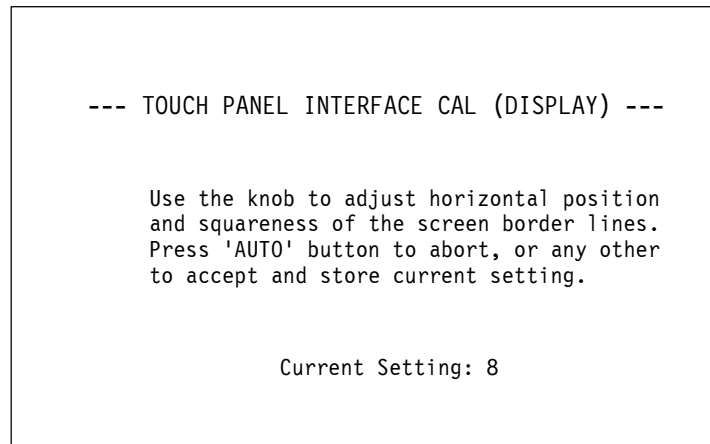 --- TOUCH PANEL INTERFACE CAL (DISPLAY) ---
Use the knob to adjust horizontal position
and squareness of the screen border lines.
Press 'AUTO' button to abort, or any other
to accept and store current setting.
Current Setting: 8